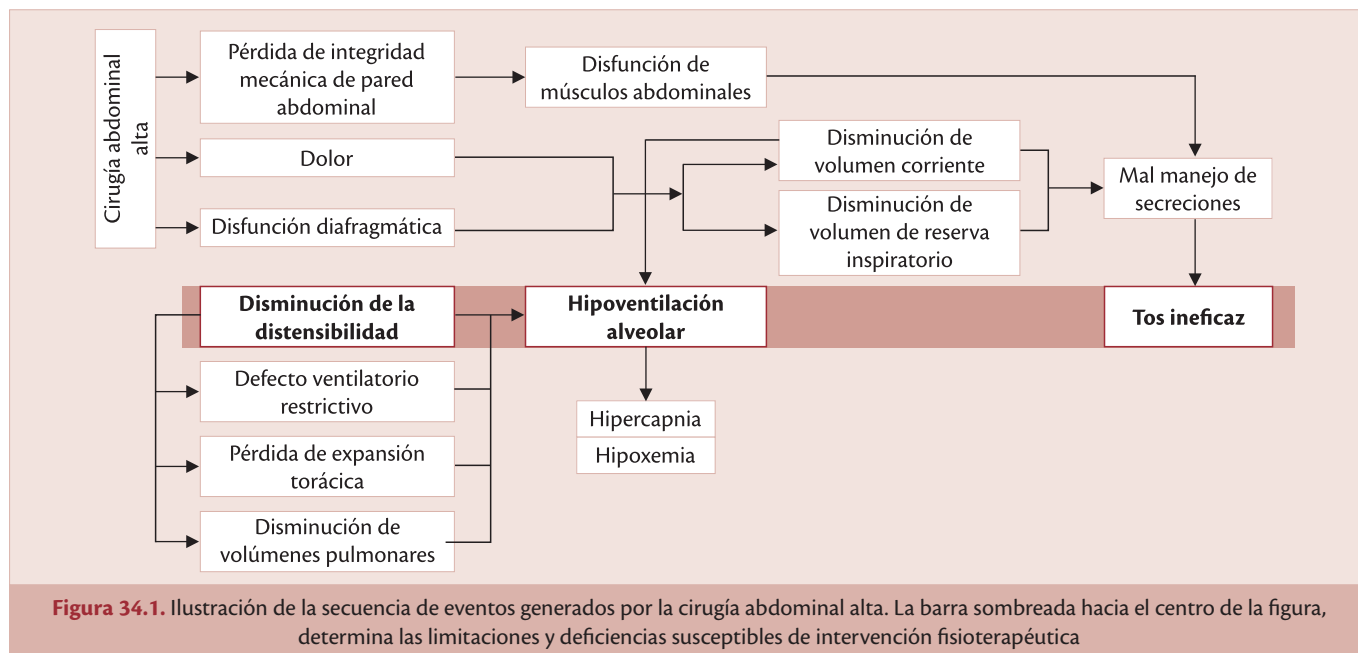 Cirugía abdominal
alta
Pérdida de integridad
mecánica de pared
abdominal
Disfunción de
músculos abdominales
Dolor
Disfunción diafragmática
Disminución de
volumen corriente
Disminución de
volumen de reserva
inspiratorio
Mal manejo de
secreciones
Disminución de la
distensibilidad
Hipoventilación
alveolar
Tos ineficaz
Defecto ventilatorio
restrictivo
Pérdida de expansión
torácica
Disminución de
volúmenes pulmonares
Hipercapnia
Hipoxemia
Figura 34.1. Ilustración de la secuencia de eventos generados por la cirugía abdominal alta. La barra sombreada hacia el centro de la figura,
determina las limitaciones y deficiencias susceptibles de intervención fisioterapéutica